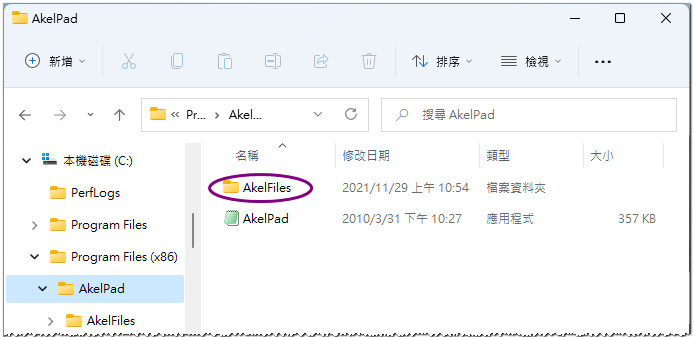 AkelPad
新增 排序 檢視 •••
« Pr... Akel... 搜尋 AkelPad
名稱 修改日期 類型 大小
本機磁碟 (C:)
PerfLogs
Program Files
Program Files (x86)
AkelPad
AkelFiles
AkelFiles 2021/11/29 上午 10:54 檔案資料夾
AkelPad 2010/3/31 下午 10:27 應用程式 357 KB